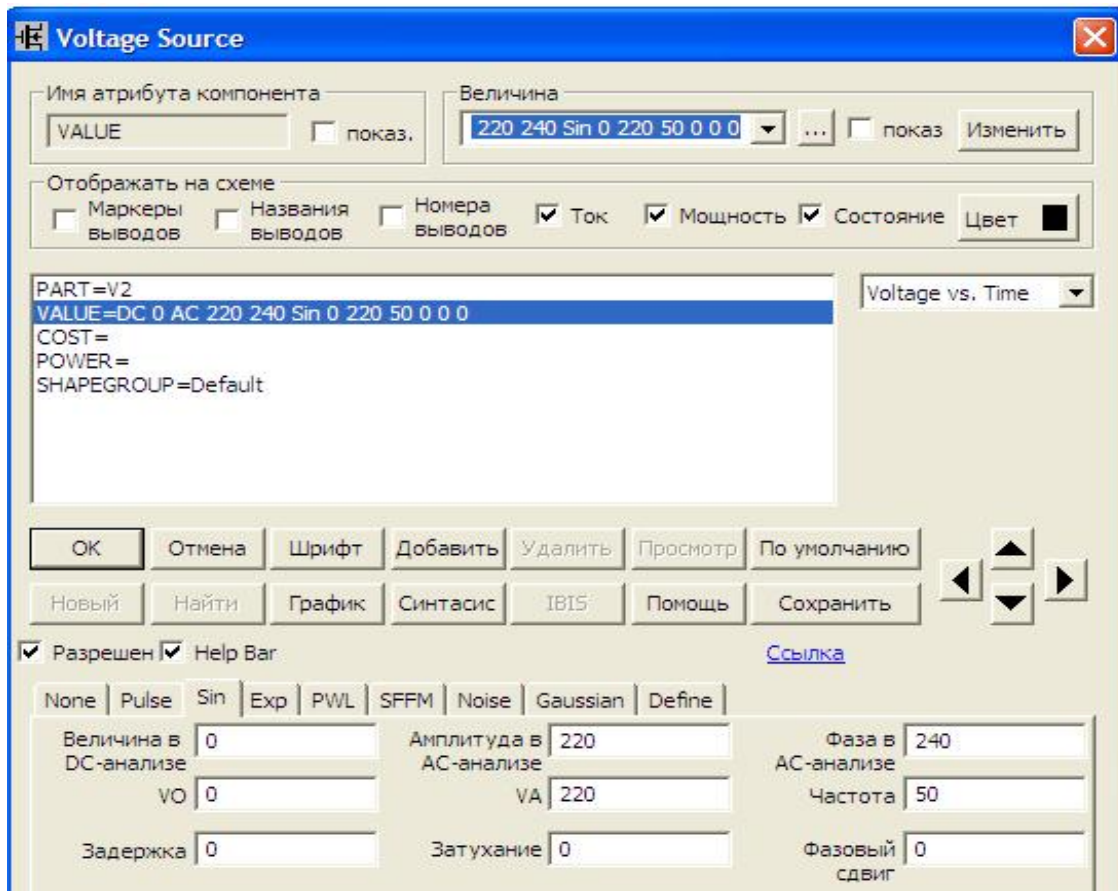 Voltage Source
Имя атрибута компонента
Величина
VALUE
показ.
220 240 Sin 0 220 50 0 0 0
...
показ
Изменить
Отображать на схеме
Маркеры выводов
Названия выводов
Номера выводов
Ток
Мощность
Состояние
Цвет
PART=V2
VALUE=DC 0 AC 220 240 Sin 0 220 50 0 0 0
COST=
POWER=
SHAPEGROUP=Default
Voltage vs. Time
OK Отмена Шрифт Добавить Удалить Просмотр По умолчанию
Новый Найти График Синтасис IBIS Помощь Сохранить
Разрешен Help Bar Ссылка
None Pulse Sin Exp PWL SFFM Noise Gaussian Define
Величина в DC-анализе 0 Амплитуда в AC-анализе 220 Фаза в AC-анализе 240
VO 0 VA 220 Частота 50
Задержка 0 Затухание 0 Фазовый сдвиг 0